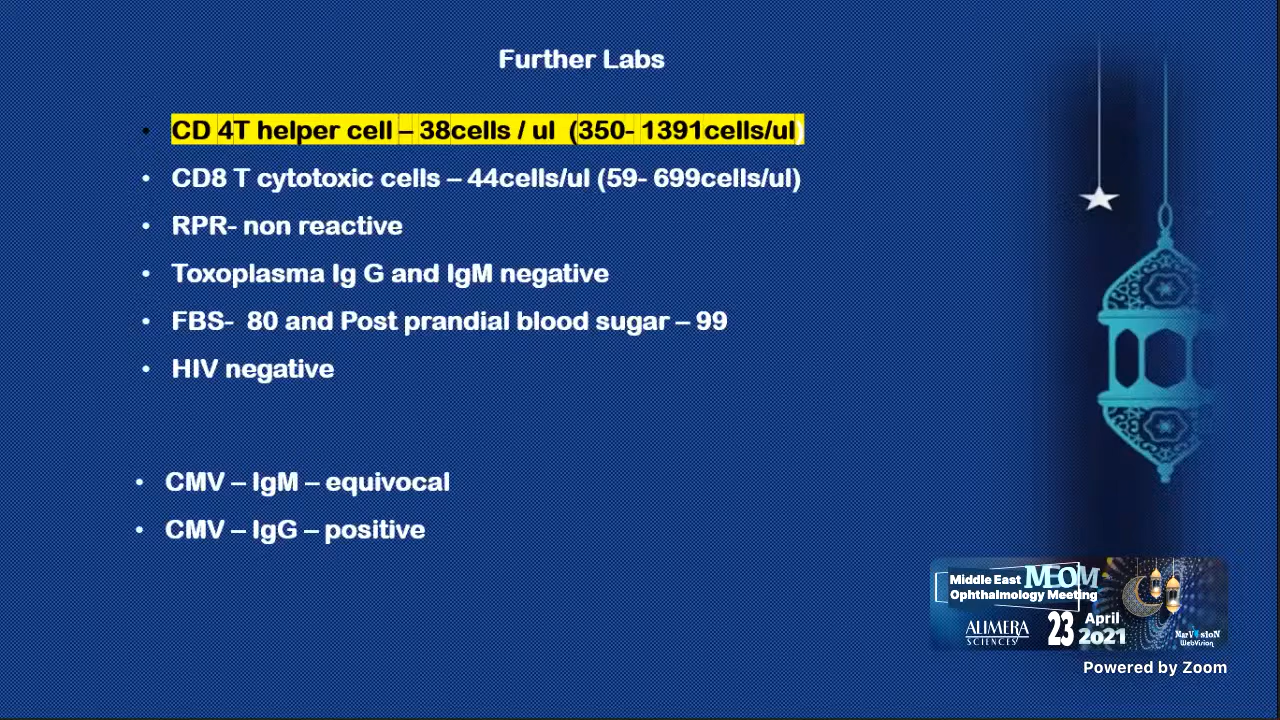 Further Labs
• CD 4T helper cell – 38cells / ul (350- 1391cells/ul)
• CD8 T cytotoxic cells – 44cells/ul (59- 699cells/ul)
• RPR- non reactive
• Toxoplasma Ig G and IgM negative
• FBS- 80 and Post prandial blood sugar – 99
• HIV negative
• CMV – IgM – equivocal
• CMV – IgG – positive
Middle East MEOM
Ophthalmology Meeting
ALIMERA
SCIENCES
23 April
2021
MarViSioN
WebVision
Powered by Zoom